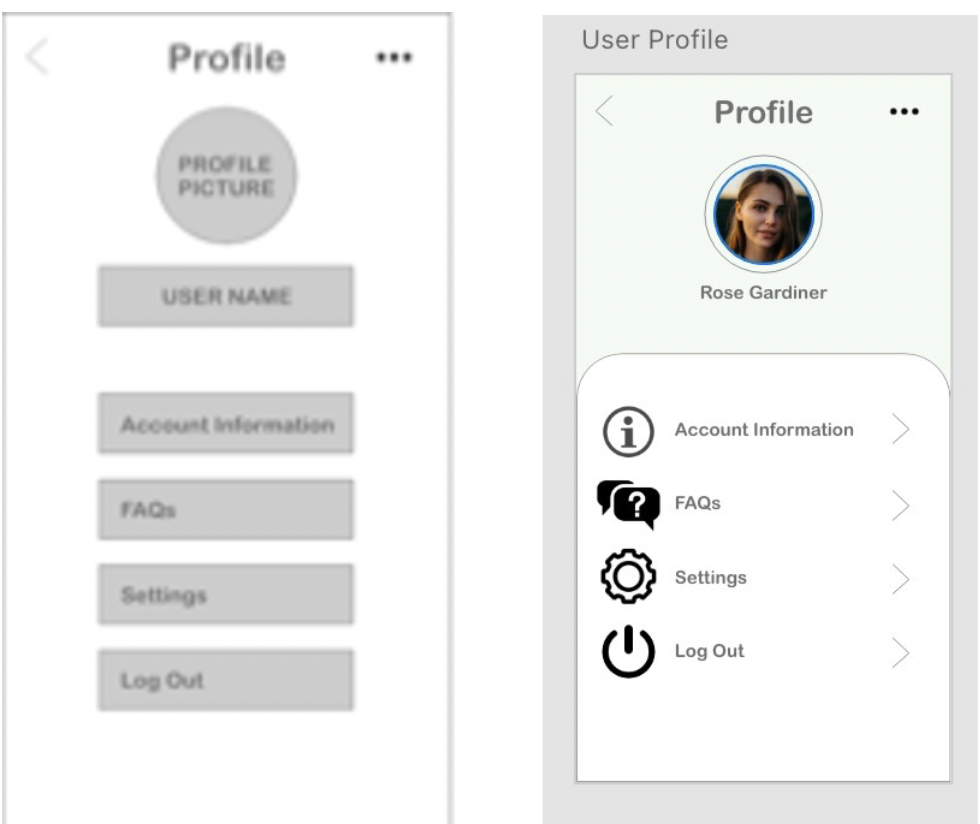 Profile
PROFILE
PICTURE
USER NAME
Account Information
FAQs
Settings
Log Out
User Profile
Profile
Rose Gardiner
Account Information
FAQs
Settings
Log Out